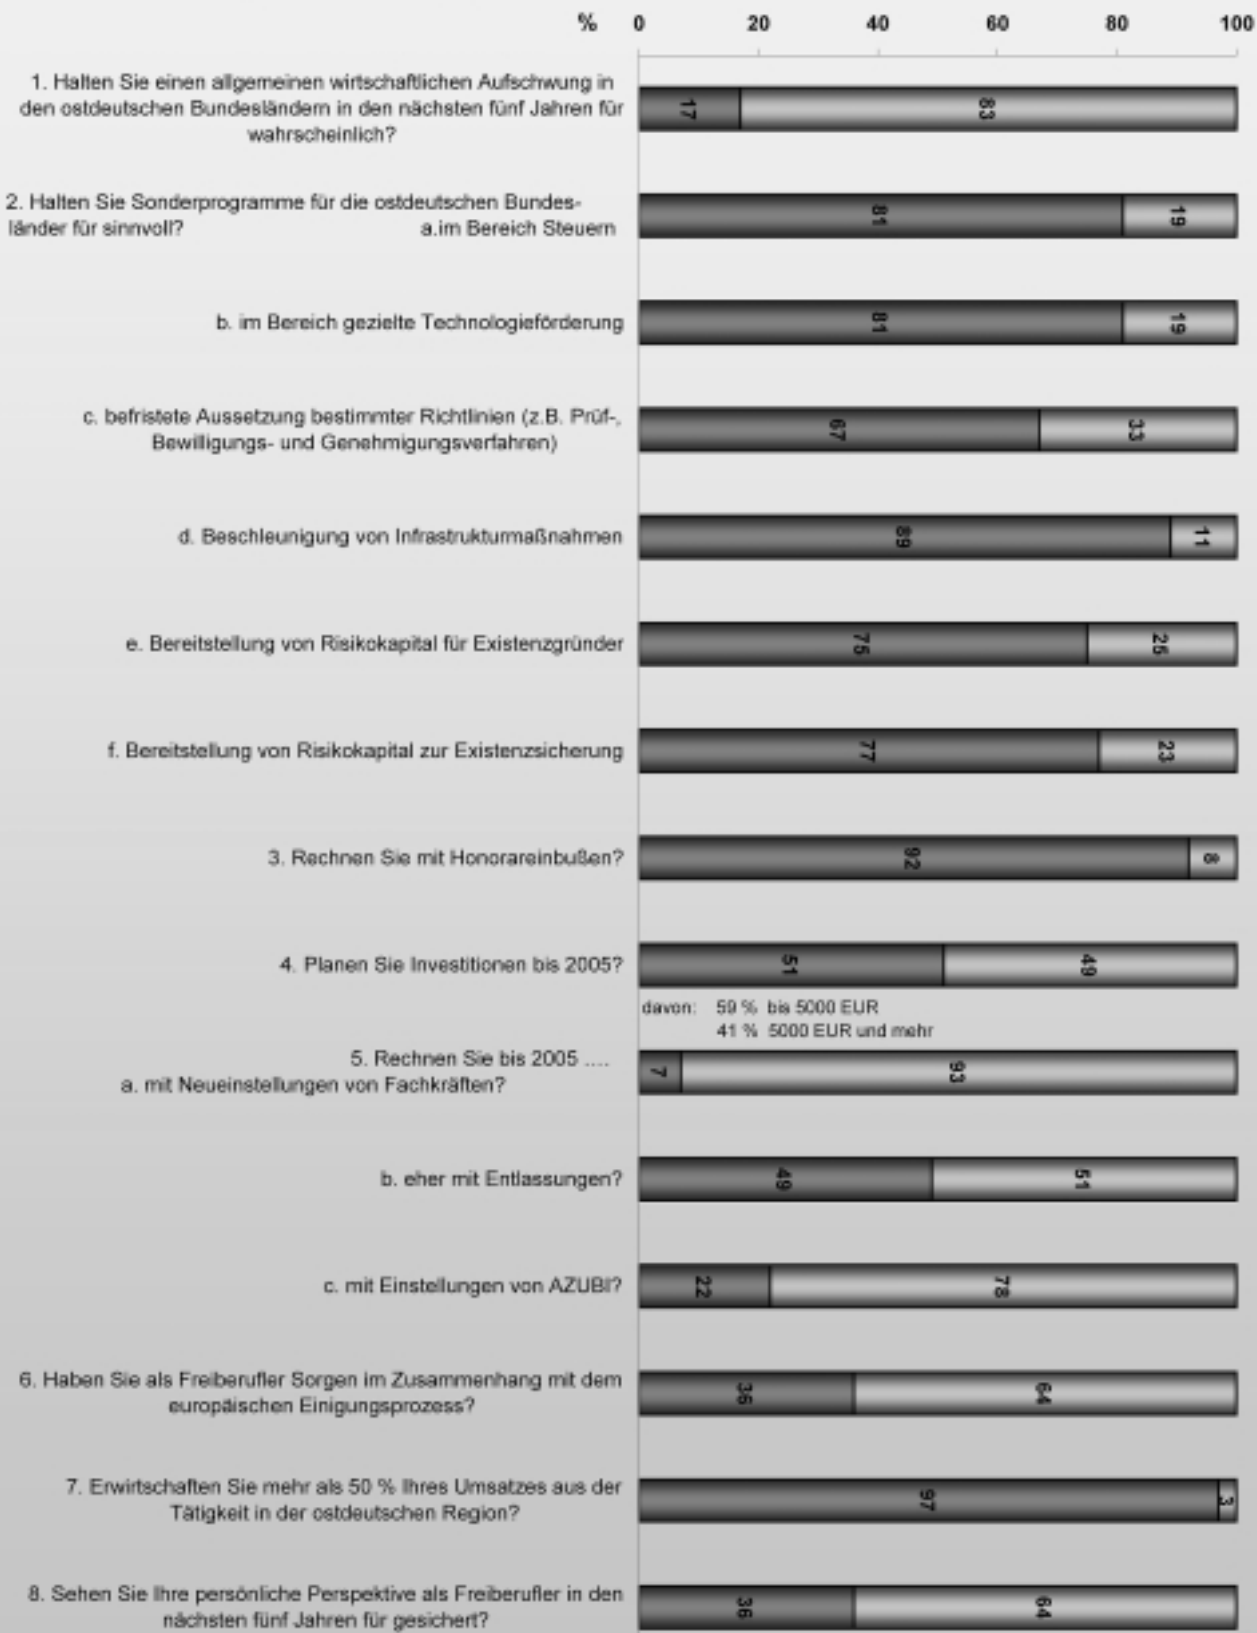 % 0 20 40 60 80 100
1. Halten Sie einen allgemeinen wirtschaftlichen Aufschwung in
den ostdeutschen Bundesländern in den nächsten fünf Jahren für
wahrscheinlich?
17 83
2. Halten Sie Sonderprogramme für die ostdeutschen Bundes-
länder für sinnvoll? a.im Bereich Steuern
81 19
b. im Bereich gezielte Technologieförderung
81 19
c. befristete Aussetzung bestimmter Richtlinien (z.B. Prüf-,
Bewilligungs- und Genehmigungsverfahren)
67 33
d. Beschleunigung von Infrastrukturmaßnahmen
89 11
e. Bereitstellung von Risikokapital für Existenzgründer
75 25
f. Bereitstellung von Risikokapital zur Existenzsicherung
77 23
3. Rechnen Sie mit Honorareinbußen?
92 8
4. Planen Sie Investitionen bis 2005?
51 49
davon: 59 % bis 5000 EUR
41 % 5000 EUR und mehr
5. Rechnen Sie bis 2005 ....
a. mit Neueinstellungen von Fachkräften?
7 93
b. eher mit Entlassungen?
49 51
c. mit Einstellungen von AZUBI?
22 78
6. Haben Sie als Freiberufler Sorgen im Zusammenhang mit dem
europäischen Einigungsprozess?
36 64
7. Erwirtschaften Sie mehr als 50 % Ihres Umsatzes aus der
Tätigkeit in der ostdeutschen Region?
97 3
8. Sehen Sie Ihre persönliche Perspektive als Freiberufler in den
nächsten fünf Jahren für gesichert?
36 64